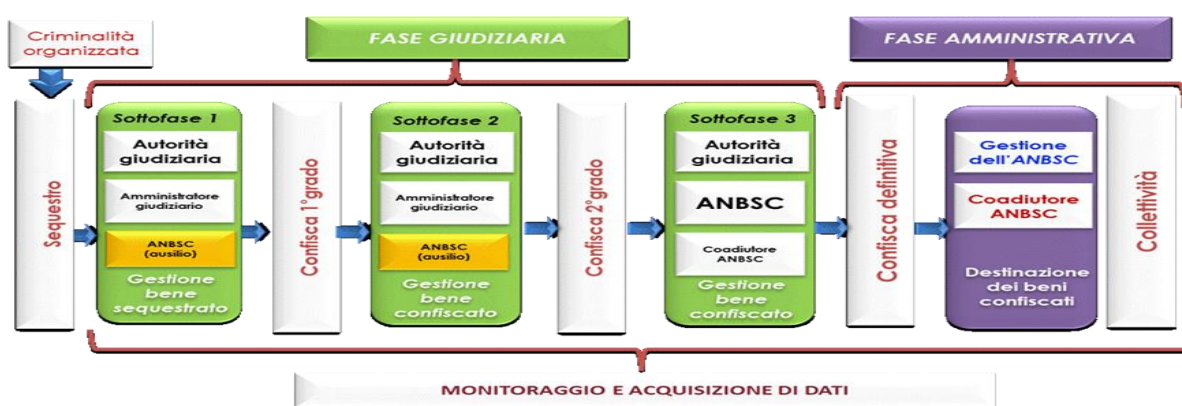 Criminalità
organizzata
FASE GIUDIZIARIA
FASE AMMINISTRATIVA
Sequestro
Sottofase 1
Autorità
giudiziaria
Amministratore
giudiziario
ANBSC
(ausilio)
Gestione
bene
sequestrato
Confisca 1°grado
Sottofase 2
Autorità
giudiziaria
Amministratore
giudiziario
ANBSC
(ausilio)
Gestione
bene
confiscato
Confisca 2°grado
Sottofase 3
Autorità
giudiziaria
ANBSC
Coadiutore
ANBSC
Gestione
bene
confiscato
Confisca definitiva
Gestione
dell'ANBSC
Coadiutore
ANBSC
Destinazione
dei beni
confiscati
Collettività
MONITORAGGIO E ACQUISIZIONE DI DATI